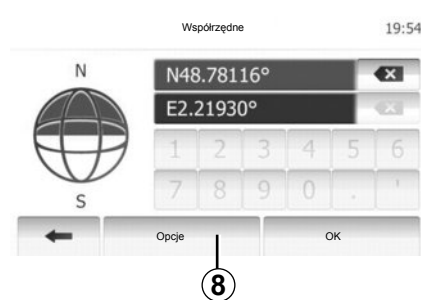 Współrzędne 19:54
N N48.78116°
E2.21930°
1 2 3 4 5 6
S 7 8 9 0 . '
Opcje OK
8